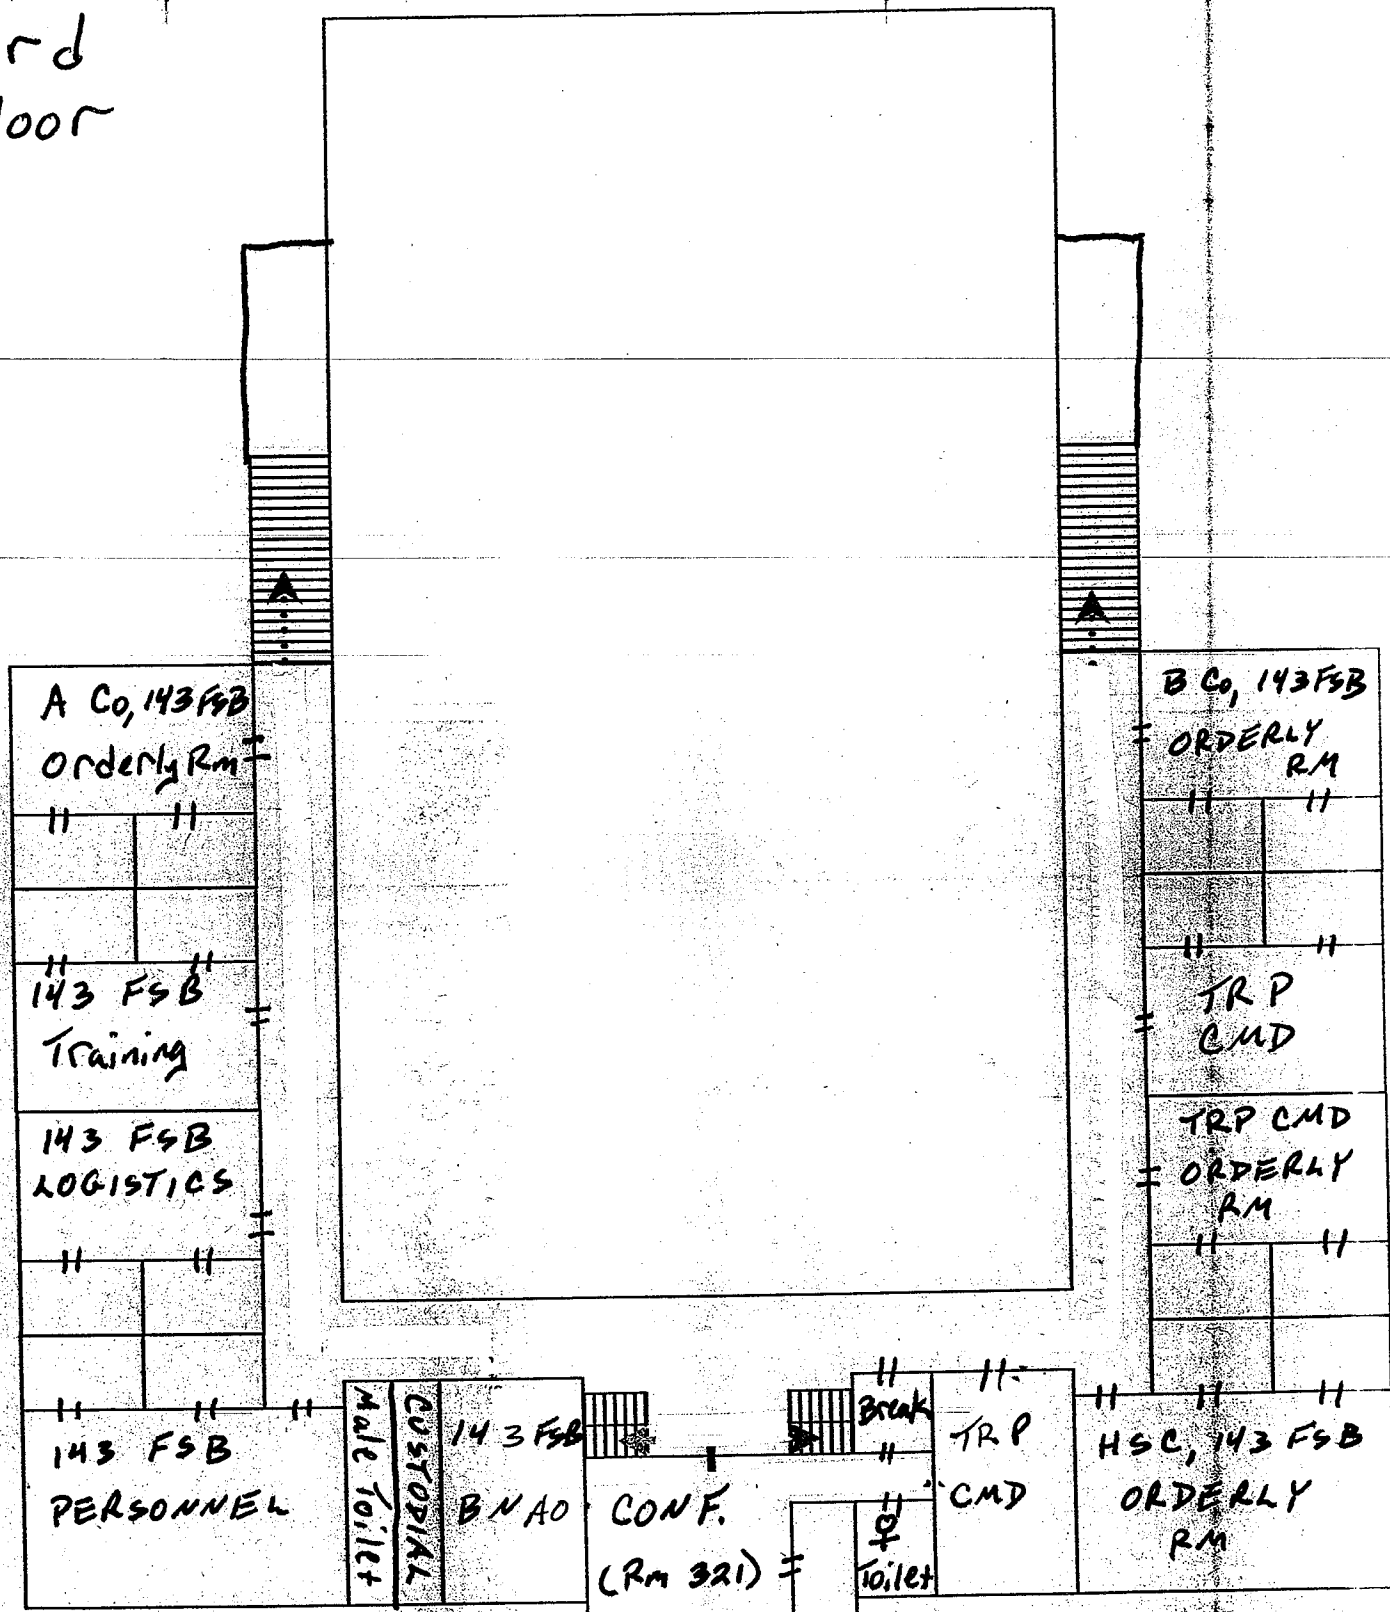 rd
loor
A Co, 143 FSB
Orderly Rm
B Co, 143 FSB
ORDERLY
RM
143 FSB
Training
TRP
CMD
143 FSB
LOGISTICS
TRP CMD
ORDERLY
RM
143 FSB
PERSONNEL
Male Toilet
CUSTODIAL
143 FSB
BN AO
CONF.
(Rm 321)
Break
Toilet
TRP
CMD
HSC, 143 FSB
ORDERLY
RM